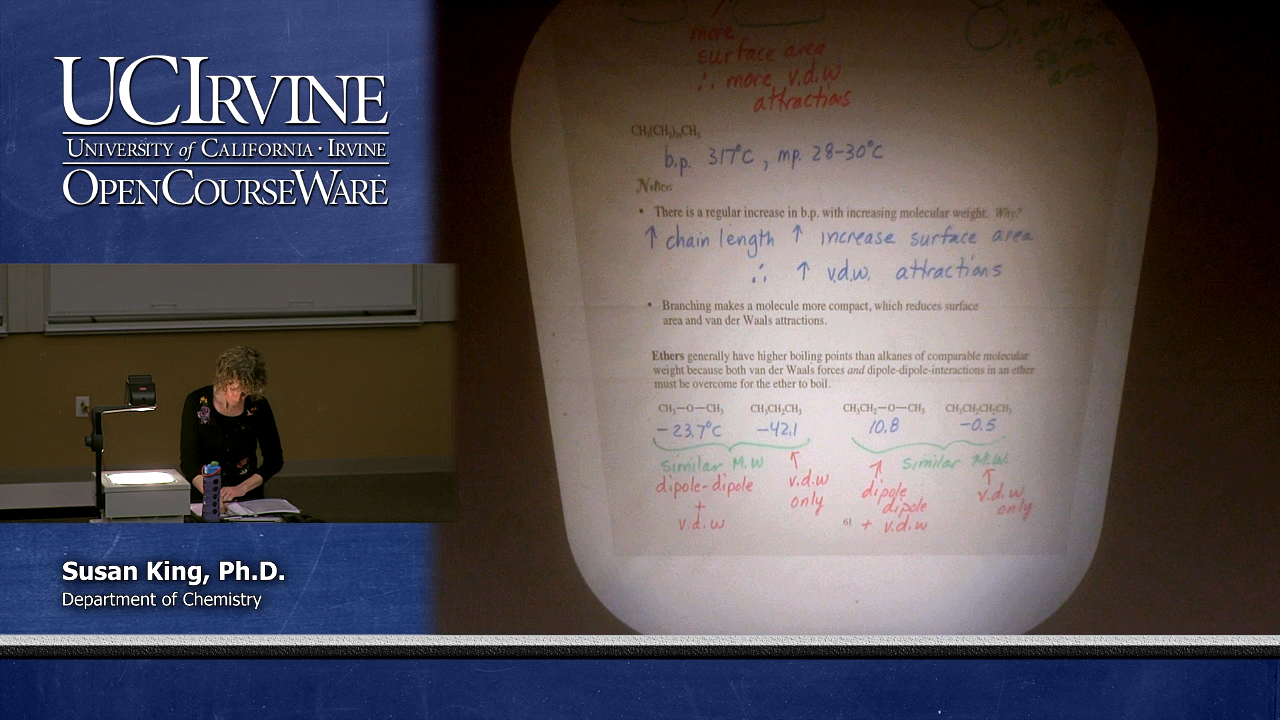 UCIRVINE
UNIVERSITY of CALIFORNIA · IRVINE
OPENCOURSEWARE
Susan King, Ph.D.
Department of Chemistry
more
surface area
∴ more v.d.w
attractions
very
surface
area
b.p. 317°C, mp. 28-30°C
Notice
• There is a regular increase in b.p. with increasing molecular weight. Why?
↑ chain length ↑ increase surface area
∴ ↑ v.d.w. attractions
• Branching makes a molecule more compact, which reduces surface
area and van der Waals attractions.
Ethers generally have higher boiling points than alkanes of comparable molecular
weight because both van der Waals forces and dipole-dipole-interactions in an ether
must be overcome for the ether to boil.
CH₃—O—CH₃ CH₃CH₂CH₃ CH₃CH₂—O—CH₃ CH₃CH₂CH₂CH₃
-23.7°C -42.1 10.8 -0.5
similar M.W ↑ ↑ similar M.W ↑
dipole-dipole v.d.w dipole v.d.w
+ only dipole only
v.d.w + v.d.w
61